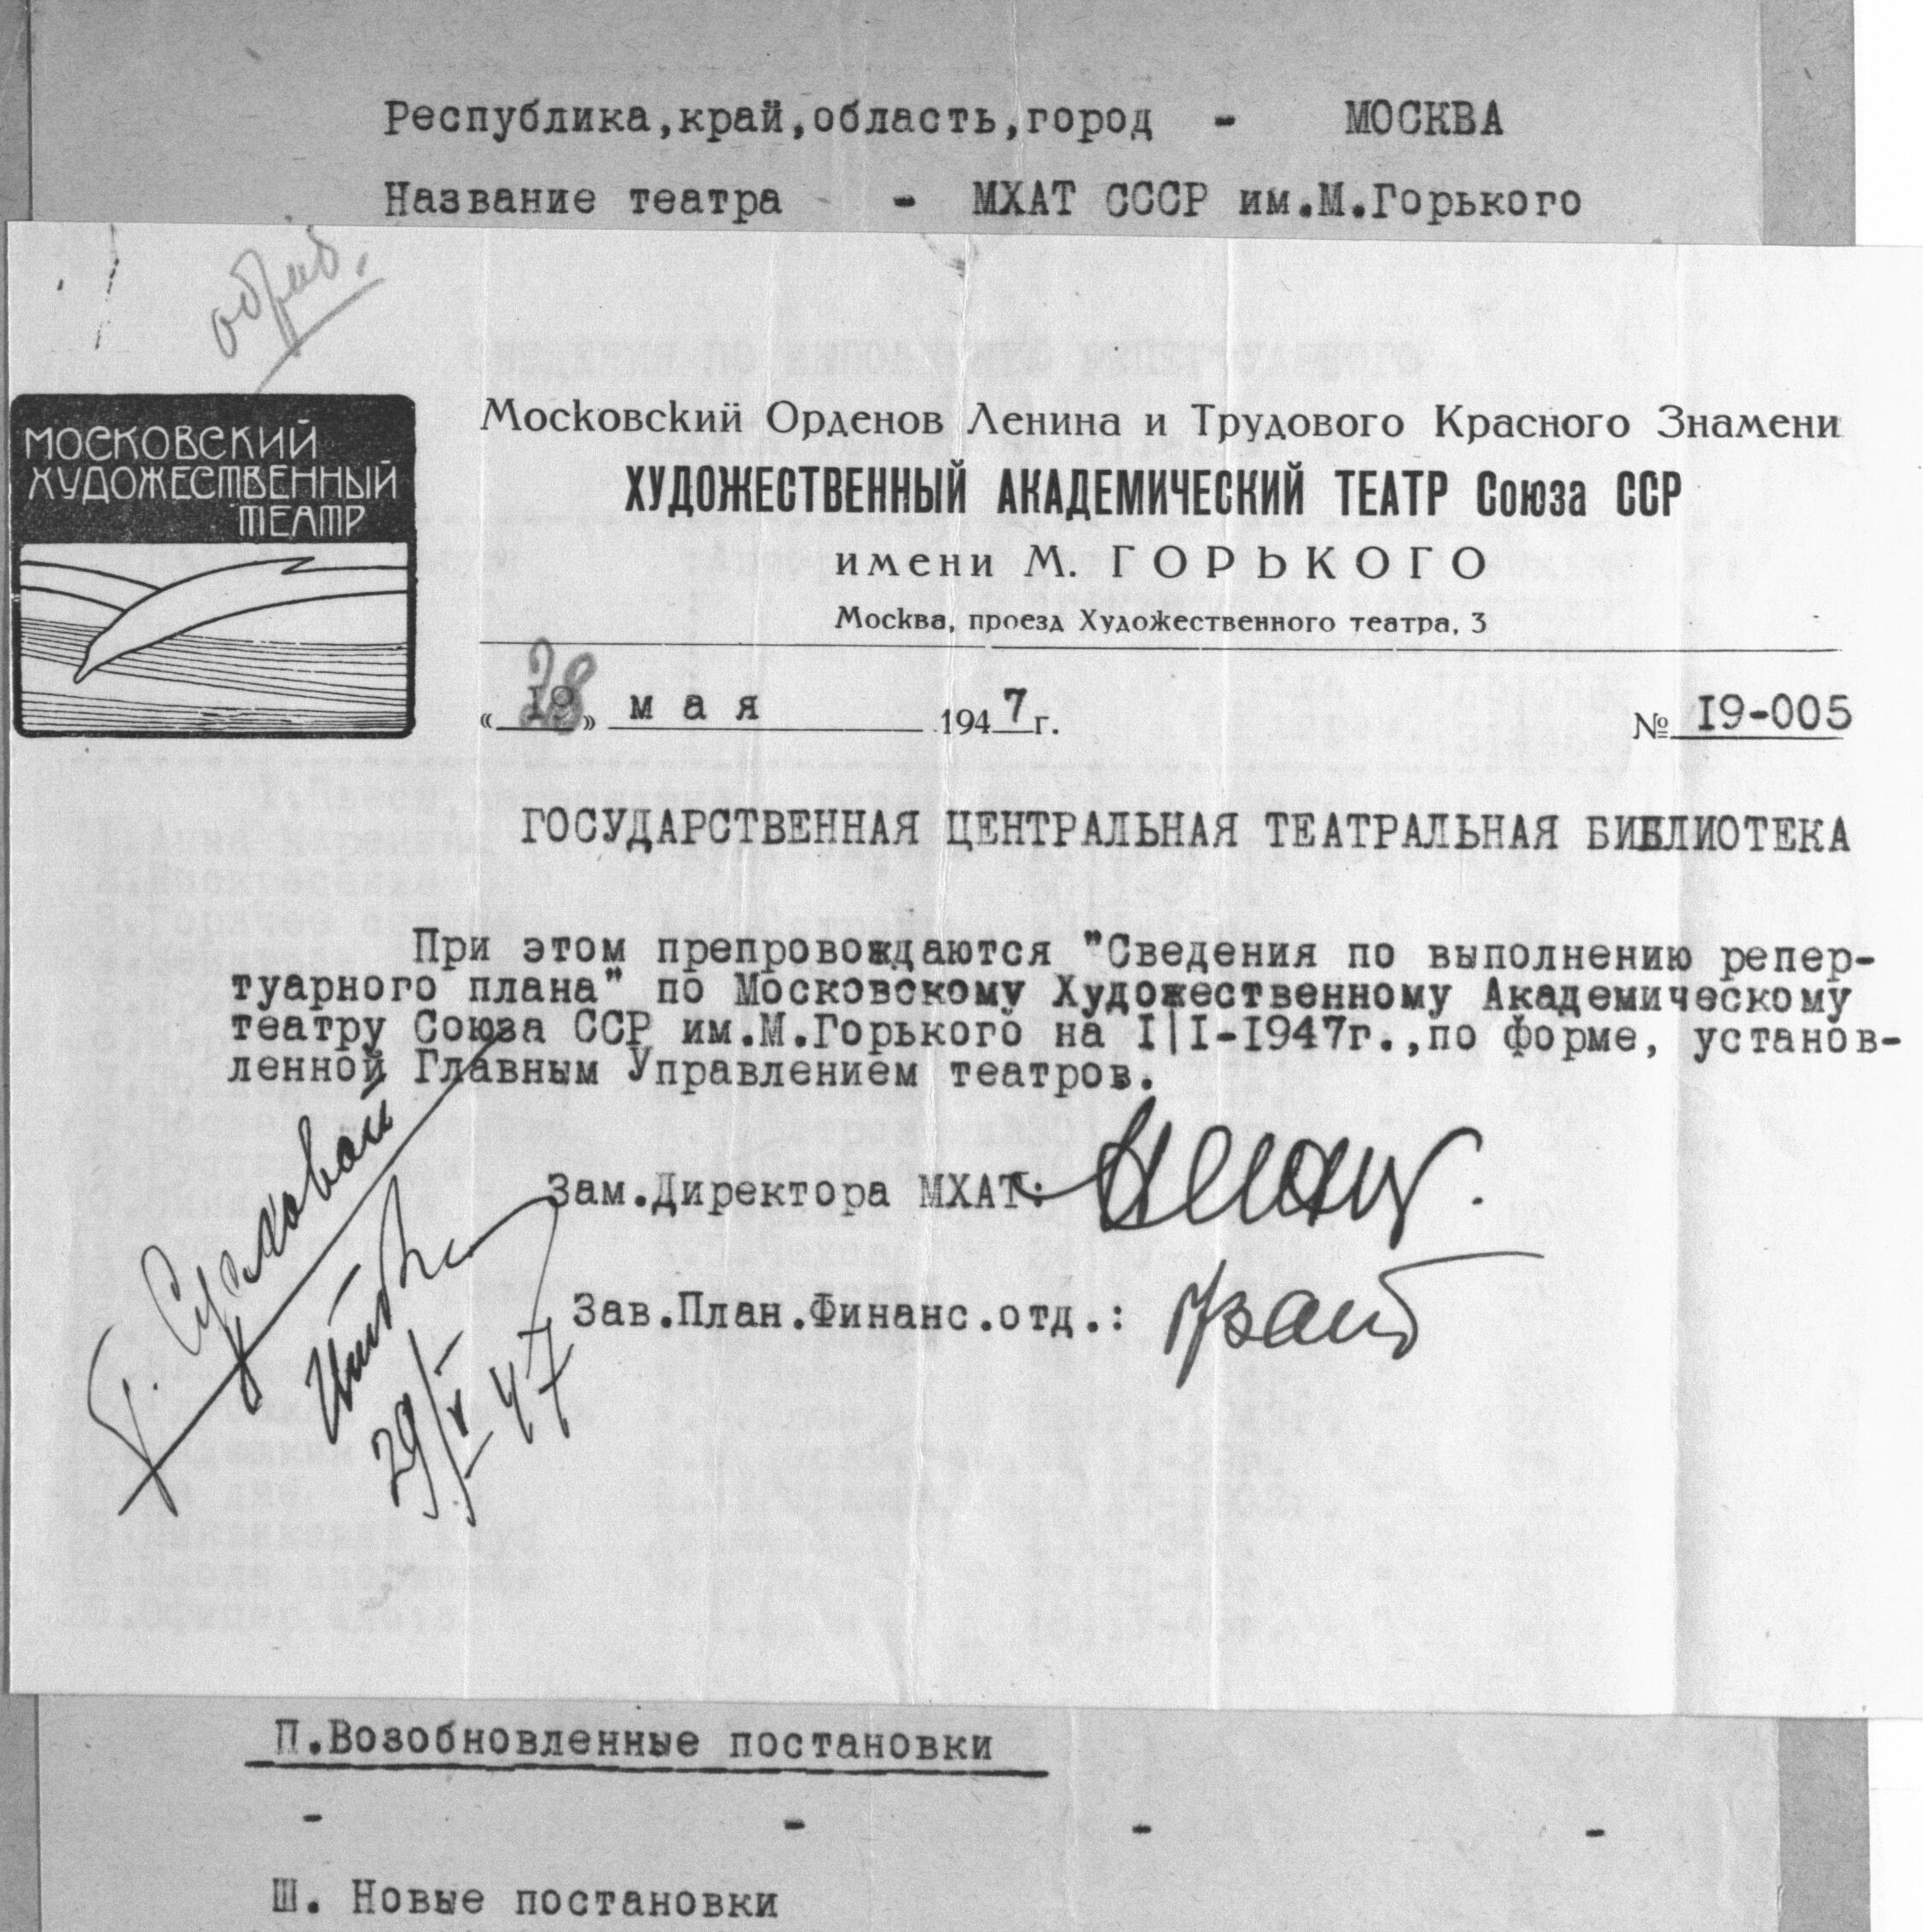 Республика,край,область,город - МОСКВА
Название театра - МХАТ СССР им.М.Горького
МОСКОВСКИЙ
ХУДОЖЕСТВЕННЫЙ
ТЕАТР
Московский Орденов Ленина и Трудового Красного Знамени
ХУДОЖЕСТВЕННЫЙ АКАДЕМИЧЕСКИЙ ТЕАТР Союза ССР
имени М. ГОРЬКОГО
Москва, проезд Художественного театра, 3
«28» мая 1947г. № I9-005
ГОСУДАРСТВЕННАЯ ЦЕНТРАЛЬНАЯ ТЕАТРАЛЬНАЯ БИБЛИОТЕКА
При этом препровождаются "Сведения по выполнению репер-
туарного плана" по Московскому Художественному Академическому
театру Союза ССР им.М.Горького на I|I-I947г.,по форме, установ-
ленной Главным Управлением театров.
Зам.Директора МХАТ:
Зав.План.Финанс.отд.:
29/V 47
П.Возобновленные постановки
- - - -
Ш. Новые постановки